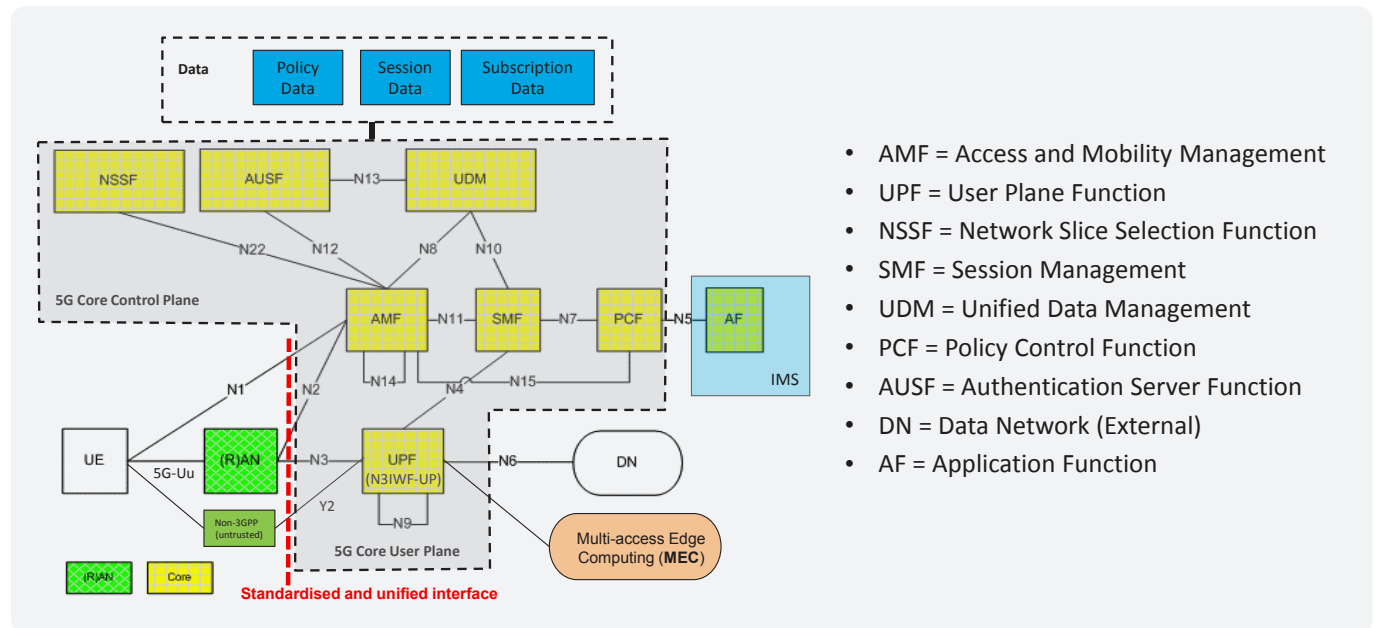 Data
Policy
Data
Session
Data
Subscription
Data
NSSF
AUSF
N13
UDM
N22
N12
N8
N10
5G Core Control Plane
AMF
N11
SMF
N7
PCF
N5
AF
IMS
N14
N15
N4
N1
N2
UE
5G-Uu
(R)AN
N3
UPF
(N3IWF-UP)
N6
DN
Y2
Non-3GPP
(untrusted)
N9
5G Core User Plane
Multi-access Edge
Computing (MEC)
(R)AN
Core
Standardised and unified interface
• AMF = Access and Mobility Management
• UPF = User Plane Function
• NSSF = Network Slice Selection Function
• SMF = Session Management
• UDM = Unified Data Management
• PCF = Policy Control Function
• AUSF = Authentication Server Function
• DN = Data Network (External)
• AF = Application Function